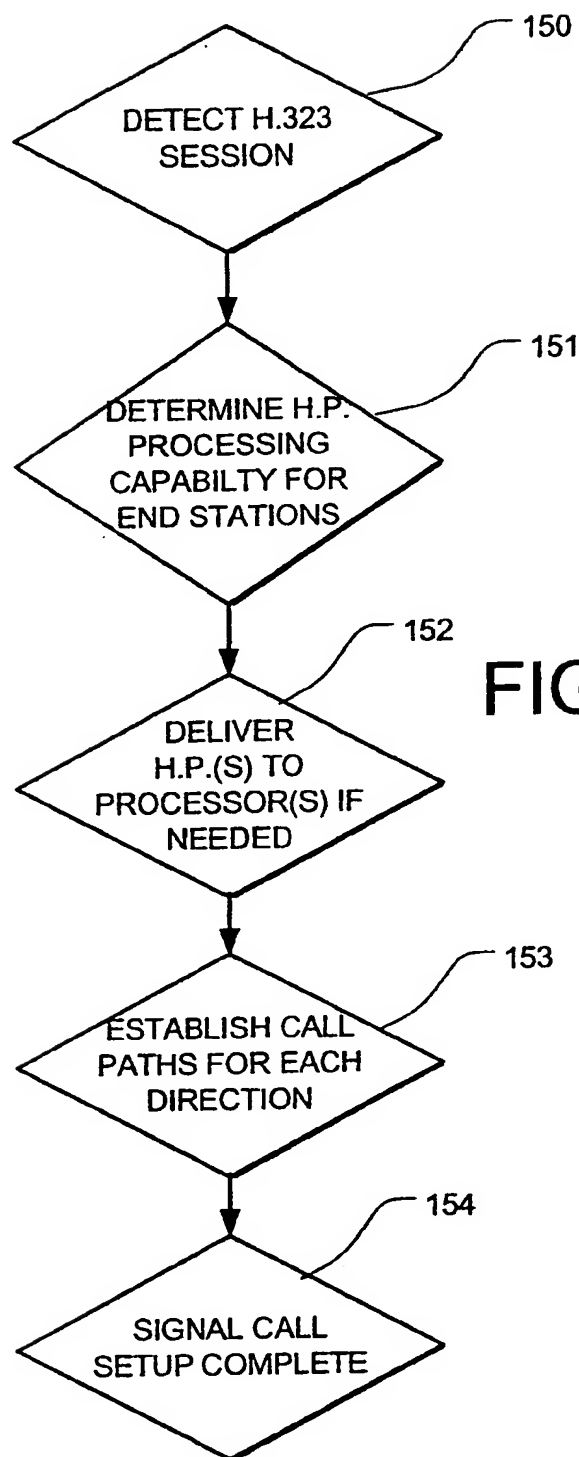 150
DETECT H.323
SESSION
151
DETERMINE H.P.
PROCESSING
CAPABILTY FOR
END STATIONS
152
DELIVER
H.P.(S) TO
PROCESSOR(S) IF
NEEDED
FIG
153
ESTABLISH CALL
PATHS FOR EACH
DIRECTION
154
SIGNAL CALL
SETUP COMPLETE